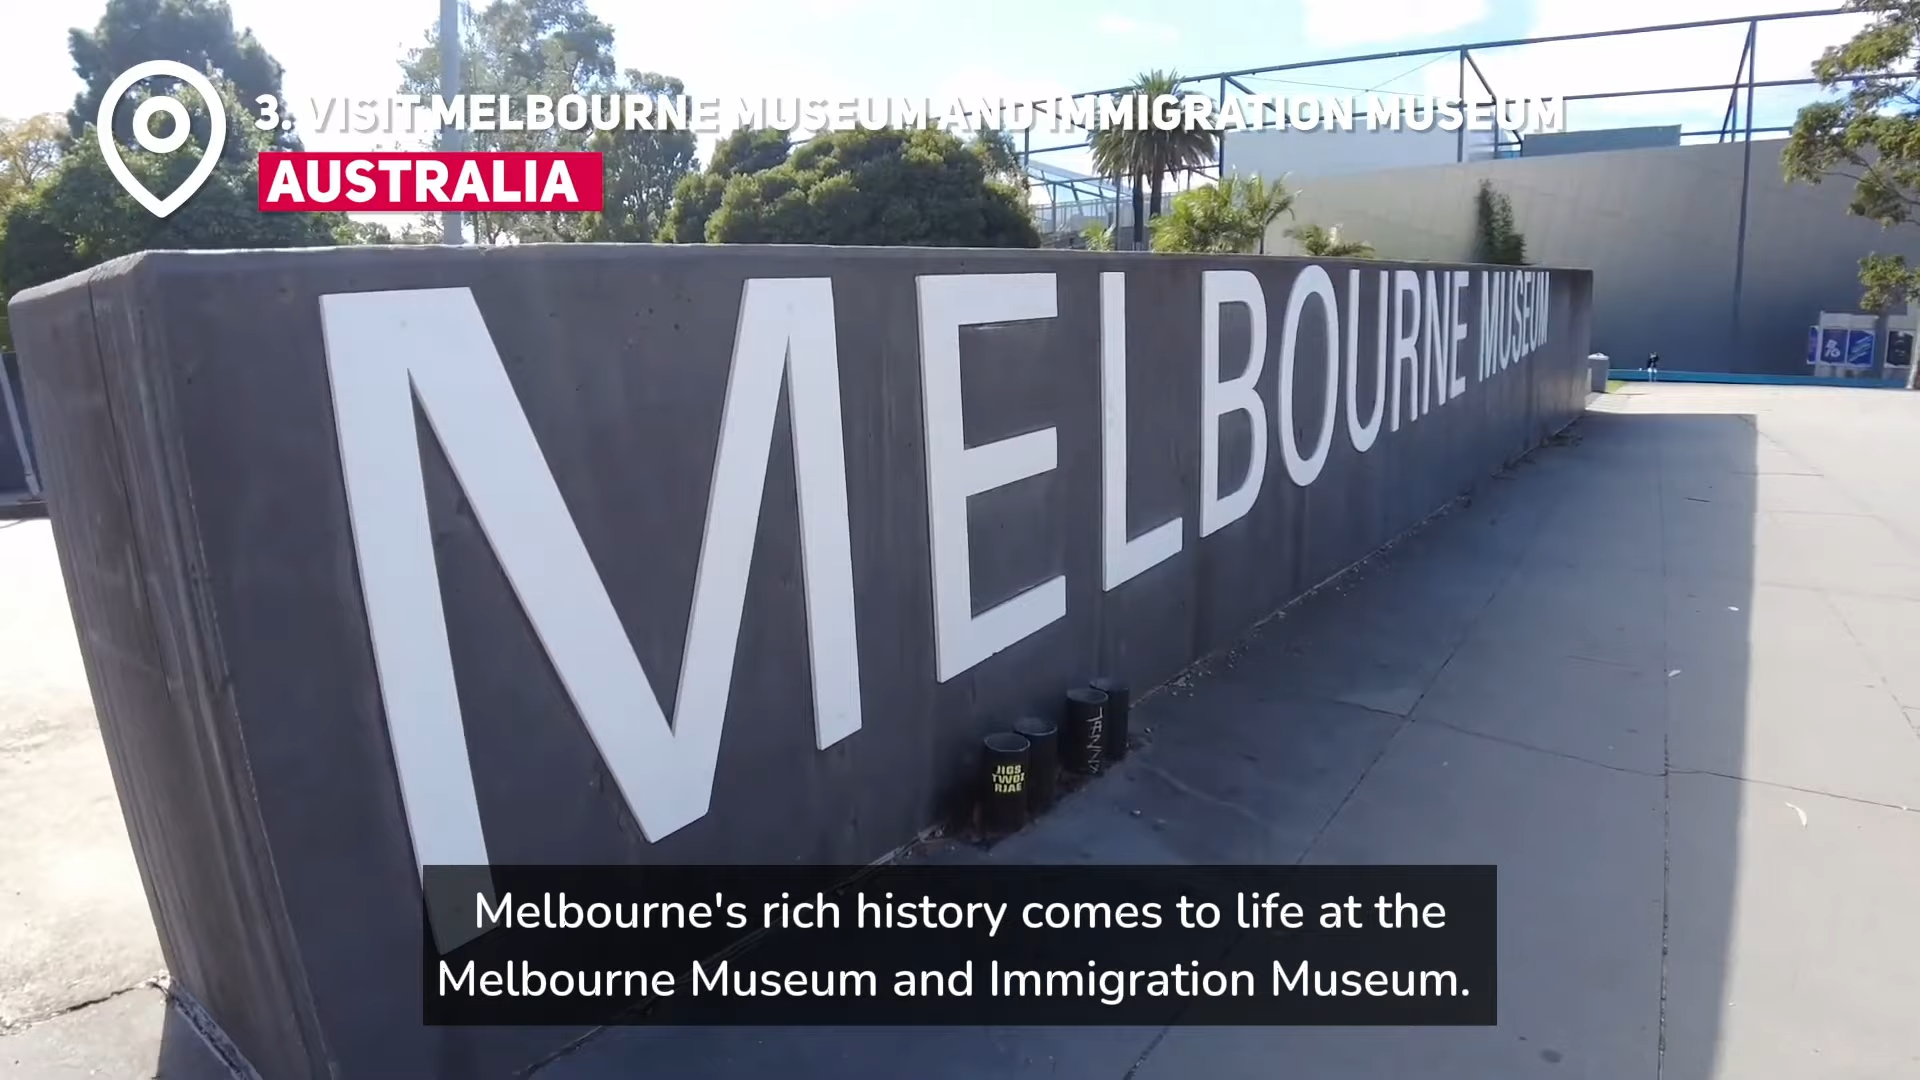 3. VISIT MELBOURNE MUSEUM AND IMMIGRATION MUSEUM
AUSTRALIA
MELBOURNE MUSEUM
Melbourne's rich history comes to life at the
Melbourne Museum and Immigration Museum.